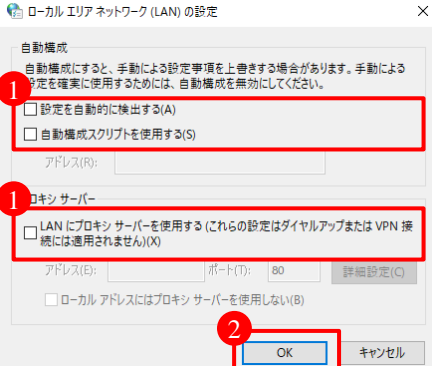 ローカル エリア ネットワーク (LAN) の設定
自動構成
自動構成にすると、手動による設定事項を上書きする場合があります。手動による
設定を確実に使用するためには、自動構成を無効にしてください。
1
設定を自動的に検出する(A)
自動構成スクリプトを使用する(S)
アドレス(R):
1
プロキシ サーバー
LAN にプロキシ サーバーを使用する (これらの設定はダイヤルアップまたは VPN 接
続には適用されません)(X)
アドレス(E): ポート(T): 80 詳細設定(C)
ローカル アドレスにはプロキシ サーバーを使用しない(B)
2
OK キャンセル